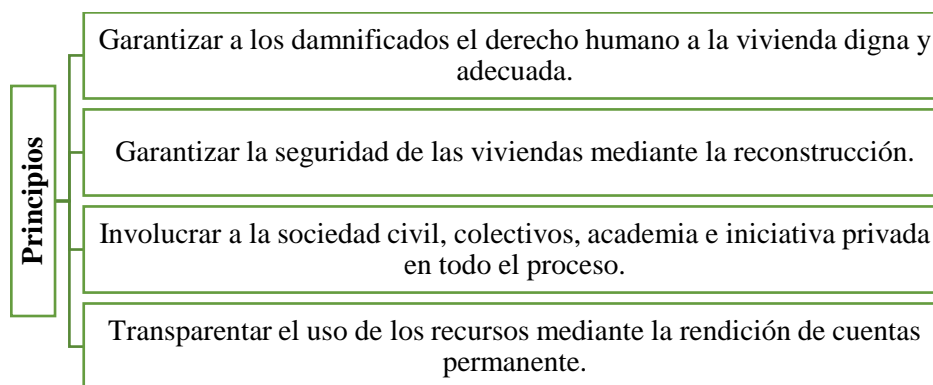 Principios
Garantizar a los damnificados el derecho humano a la vivienda digna y
adecuada.
Garantizar la seguridad de las viviendas mediante la reconstrucción.
Involucrar a la sociedad civil, colectivos, academia e iniciativa privada
en todo el proceso.
Transparentar el uso de los recursos mediante la rendición de cuentas
permanente.